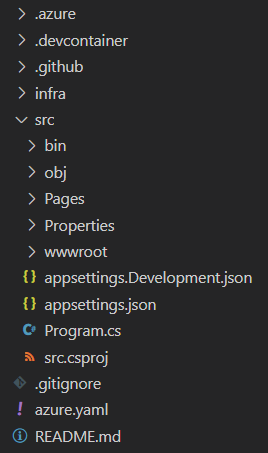 .azure
.devcontainer
.github
infra
src
bin
obj
Pages
Properties
wwwroot
{} appsettings.Development.json
{} appsettings.json
C# Program.cs
src.csproj
.gitignore
! azure.yaml
README.md